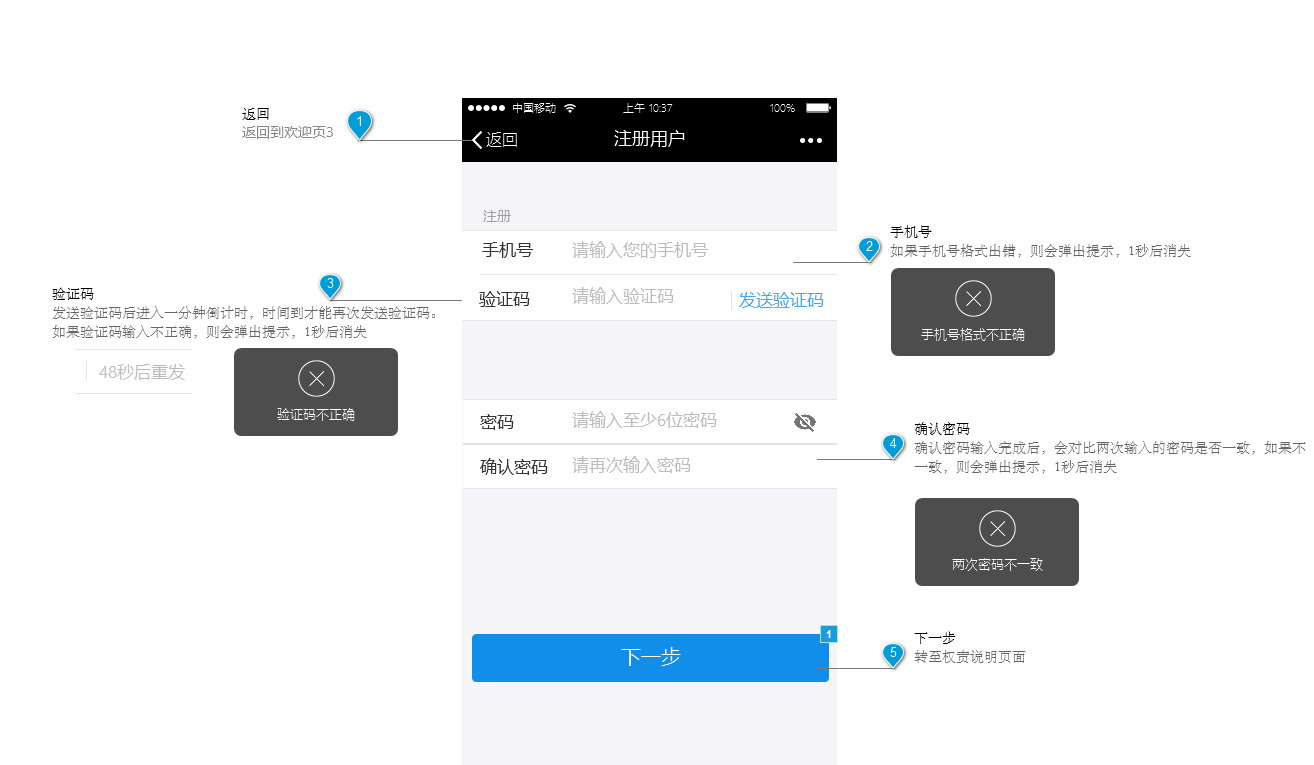 中国移动 上午 10:37 100%
返回 注册用户
返回
返回到欢迎页3
1
注册
手机号 请输入您的手机号
验证码 请输入验证码 发送验证码
2
手机号
如果手机号格式出错，则会弹出提示，1秒后消失
手机号格式不正确
3
验证码
发送验证码后进入一分钟倒计时，时间到才能再次发送验证码。
如果验证码输入不正确，则会弹出提示，1秒后消失
48秒后重发
验证码不正确
密码 请输入至少6位密码
确认密码 请再次输入密码
4
确认密码
确认密码输入完成后，会对比两次输入的密码是否一致，如果不
一致，则会弹出提示，1秒后消失
两次密码不一致
下一步
1
5
下一步
转至权责说明页面